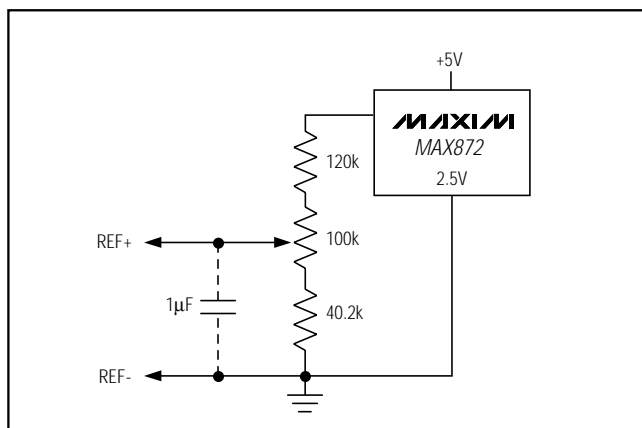 +5V
MAXIM
MAX872
2.5V
120k
100k
40.2k
REF+
1µF
REF-